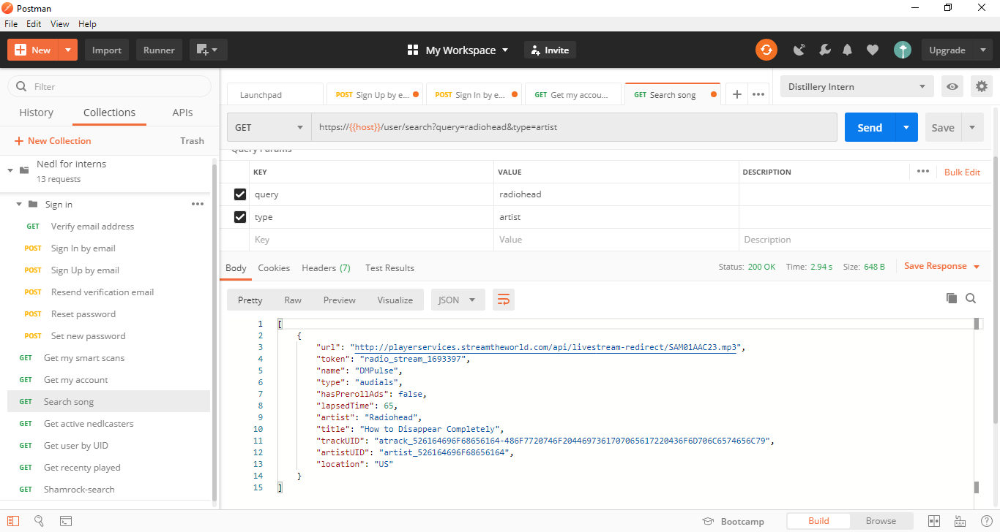 Postman
File Edit View Help
New Import Runner My Workspace Invite Upgrade
Filter
History Collections APIs
New Collection Trash
Nedl for interns
13 requests
Sign in
GET Verify email address
POST Sign In by email
POST Sign Up by email
POST Resend verification email
POST Reset password
POST Set new password
GET Get my smart scans
GET Get my account
GET Search song
GET Get active nedlcasters
GET Get user by UID
GET Get recenty played
GET Shamrock-search
Launchpad POST Sign Up by e... POST Sign In by e... GET Get my accou... GET Search song Distillery Intern
GET https://{{host}}/user/search?query=radiohead&type=artist Send Save
Query Params
KEY VALUE DESCRIPTION Bulk Edit
query radiohead
type artist
Key Value Description
Body Cookies Headers (7) Test Results Status: 200 OK Time: 2.94 s Size: 648 B Save Response
Pretty Raw Preview Visualize JSON
1 [
2 {
3 "url": "http://playerservices.streamtheworld.com/api/livestream-redirect/SAM01AAC23.mp3",
4 "token": "radio_stream_1693397",
5 "name": "DMPulse",
6 "type": "audials",
7 "hasPrerollAds": false,
8 "lapsedTime": 65,
9 "artist": "Radiohead",
10 "title": "How to Disappear Completely",
11 "trackUID": "atrack_526164696F68656164-486F7720746F2044697361707065617220436F6D706C6574656C79",
12 "artistUID": "artist_526164696F68656164",
13 "location": "US"
14 }
15 ]
Bootcamp Build Browse